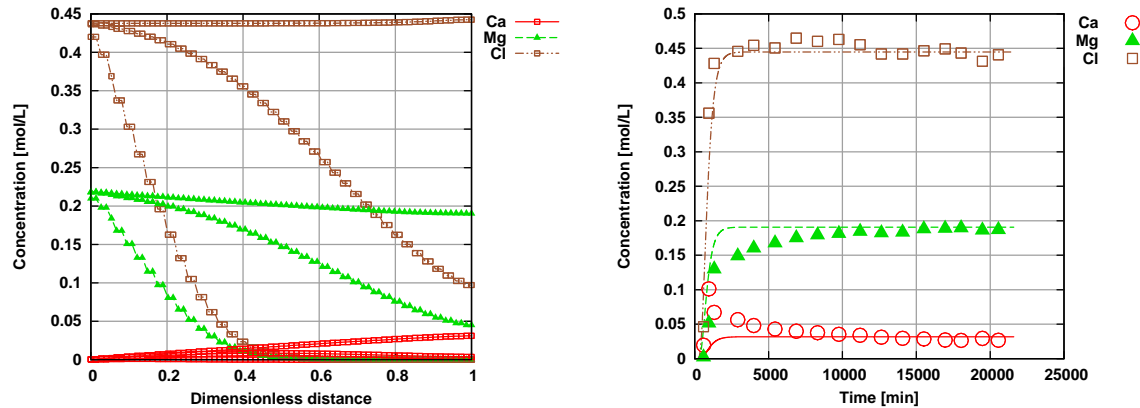 0.45
0.4
0.35
0.3
0.25
0.2
0.15
0.1
0.05
0
Concentration [mol/L]
0 0.2 0.4 0.6 0.8 1
Dimensionless distance
Ca
Mg
Cl
0.5
0.45
0.4
0.35
0.3
0.25
0.2
0.15
0.1
0.05
0
Concentration [mol/L]
0 5000 10000 15000 20000 25000
Time [min]
Ca
Mg
Cl